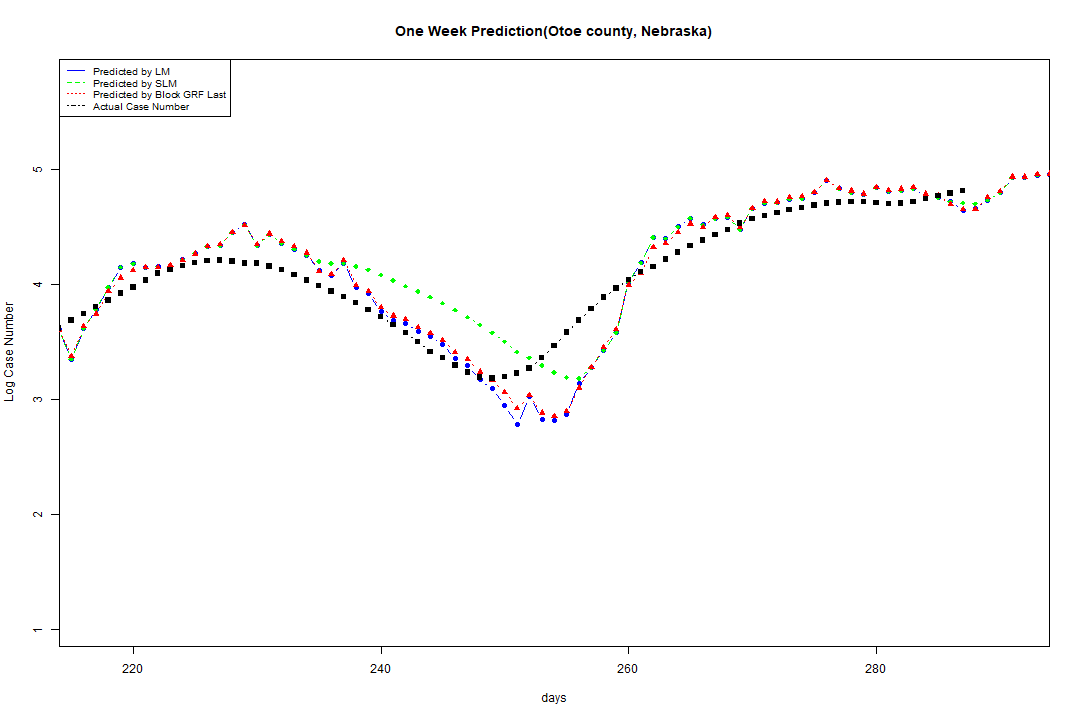 One Week Prediction(Otoe county, Nebraska)
Predicted by LM
Predicted by SLM
Predicted by Block GRF Last
Actual Case Number
5
4
3
2
1
Log Case Number
220 240 260 280
days